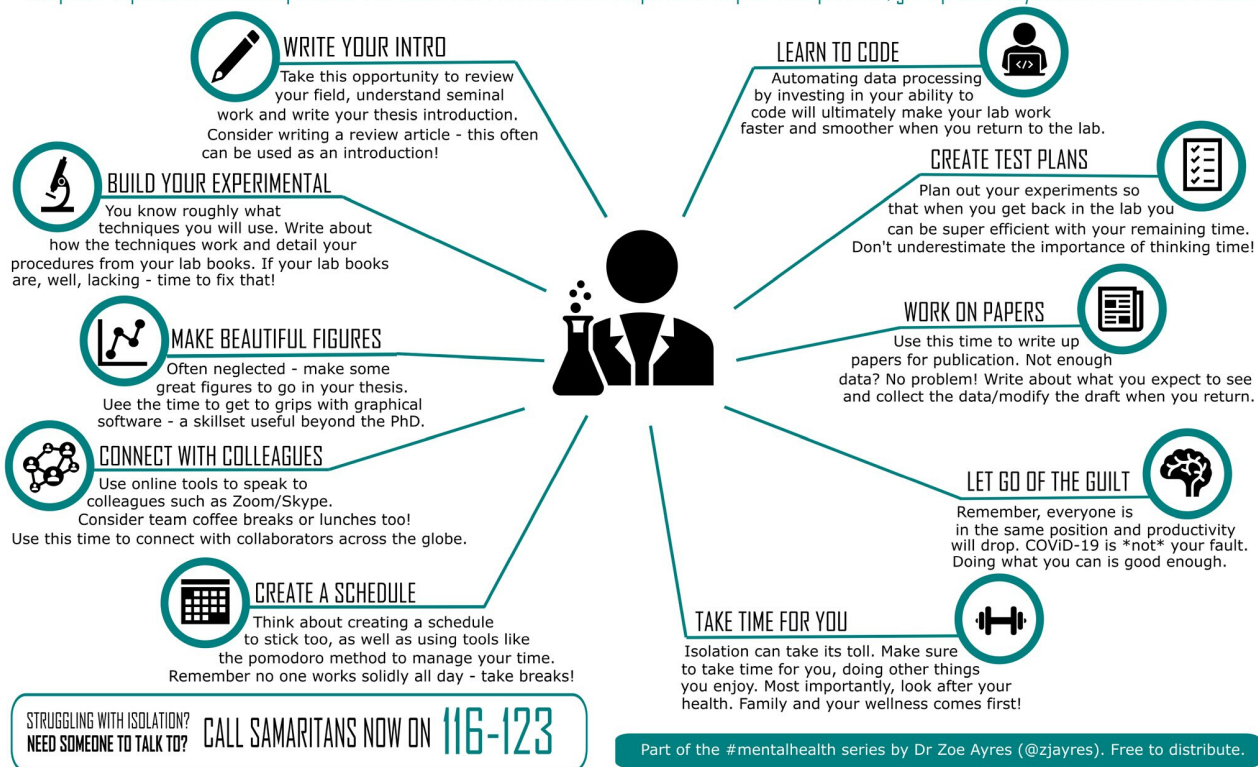 WRITE YOUR INTRO
Take this opportunity to review
your field, understand seminal
work and write your thesis introduction.
Consider writing a review article - this often
can be used as an introduction!
BUILD YOUR EXPERIMENTAL
You know roughly what
techniques you will use. Write about
how the techniques work and detail your
procedures from your lab books. If your lab books
are, well, lacking - time to fix that!
MAKE BEAUTIFUL FIGURES
Often neglected - make some
great figures to go in your thesis.
Uee the time to get to grips with graphical
software - a skillset useful beyond the PhD.
CONNECT WITH COLLEAGUES
Use online tools to speak to
colleagues such as Zoom/Skype.
Consider team coffee breaks or lunches too!
Use this time to connect with collaborators across the globe.
CREATE A SCHEDULE
Think about creating a schedule
to stick too, as well as using tools like
the pomodoro method to manage your time.
Remember no one works solidly all day - take breaks!
LEARN TO CODE
</>
Automating data processing
by investing in your ability to
code will ultimately make your lab work
faster and smoother when you return to the lab.
CREATE TEST PLANS
Plan out your experiments so
that when you get back in the lab you
can be super efficient with your remaining time.
Don't underestimate the importance of thinking time!
WORK ON PAPERS
Use this time to write up
papers for publication. Not enough
data? No problem! Write about what you expect to see
and collect the data/modify the draft when you return.
LET GO OF THE GUILT
Remember, everyone is
in the same position and productivity
will drop. COViD-19 is *not* your fault.
Doing what you can is good enough.
TAKE TIME FOR YOU
Isolation can take its toll. Make sure
to take time for you, doing other things
you enjoy. Most importantly, look after your
health. Family and your wellness comes first!
STRUGGLING WITH ISOLATION?
NEED SOMEONE TO TALK TO?
CALL SAMARITANS NOW ON 116-123
Part of the #mentalhealth series by Dr Zoe Ayres (@zjayres). Free to distribute.